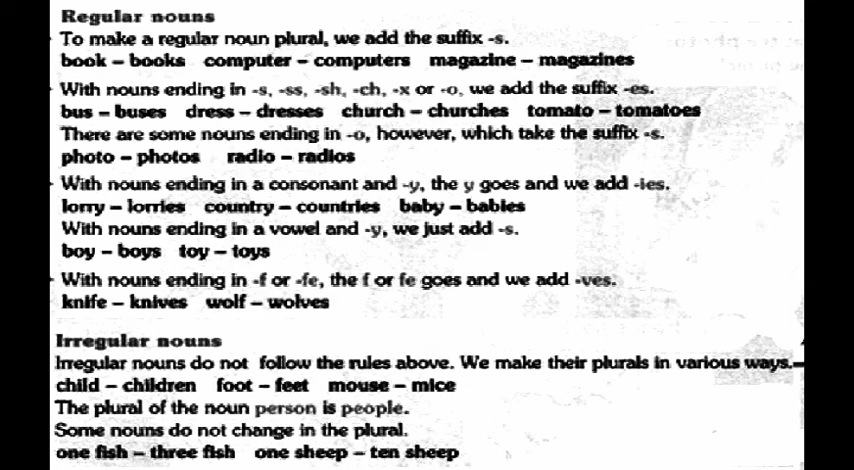 Regular nouns
To make a regular noun plural, we add the suffix -s.
book – books computer – computers magazine – magazines
With nouns ending in -s, -ss, -sh, -ch, -x or -o, we add the suffix -es.
bus – buses dress – dresses church – churches tomato – tomatoes
There are some nouns ending in -o, however, which take the suffix -s.
photo – photos radio – radios
With nouns ending in a consonant and -y, the y goes and we add -ies.
lorry – lorries country – countries baby – babies
With nouns ending in a vowel and -y, we just add -s.
boy – boys toy – toys
With nouns ending in -f or -fe, the f or fe goes and we add -ves.
knife – knives wolf – wolves
Irregular nouns
Irregular nouns do not follow the rules above. We make their plurals in various ways.
child – children foot – feet mouse – mice
The plural of the noun person is people.
Some nouns do not change in the plural.
one fish – three fish one sheep – ten sheep